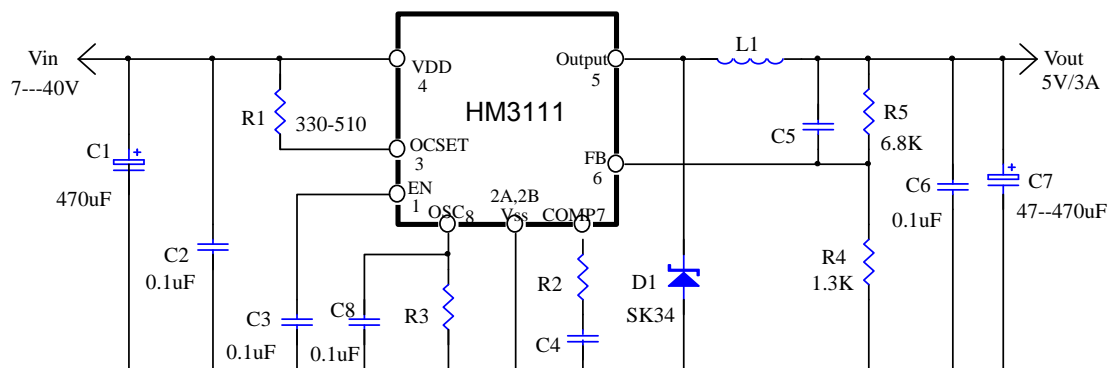 Vin
7---40V
C1
470uF
C2
0.1uF
R1
330-510
C3
0.1uF
C8
0.1uF
R3
VDD
4
OCSET
3
EN
1
OSC8
2A,2B
Vss
COMP7
HM3111
Output
5
FB
6
R2
C4
D1
SK34
L1
C5
R5
6.8K
R4
1.3K
C6
0.1uF
C7
47--470uF
Vout
5V/3A